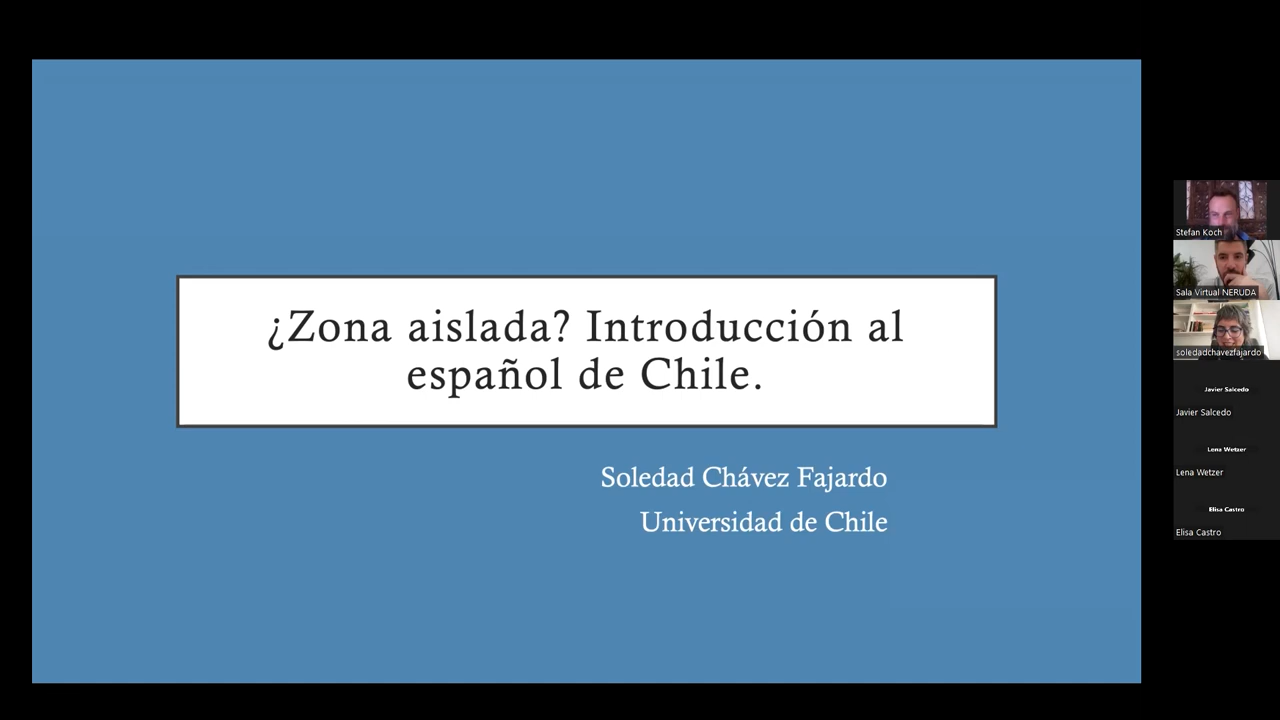 ¿Zona aislada? Introducción al
español de Chile.
Soledad Chávez Fajardo
Universidad de Chile
Stefan Koch
Sala Virtual NERUDA
soledadchavezfajardo
Javier Salcedo
Javier Salcedo
Lena Wetzer
Lena Wetzer
Elisa Castro
Elisa Castro